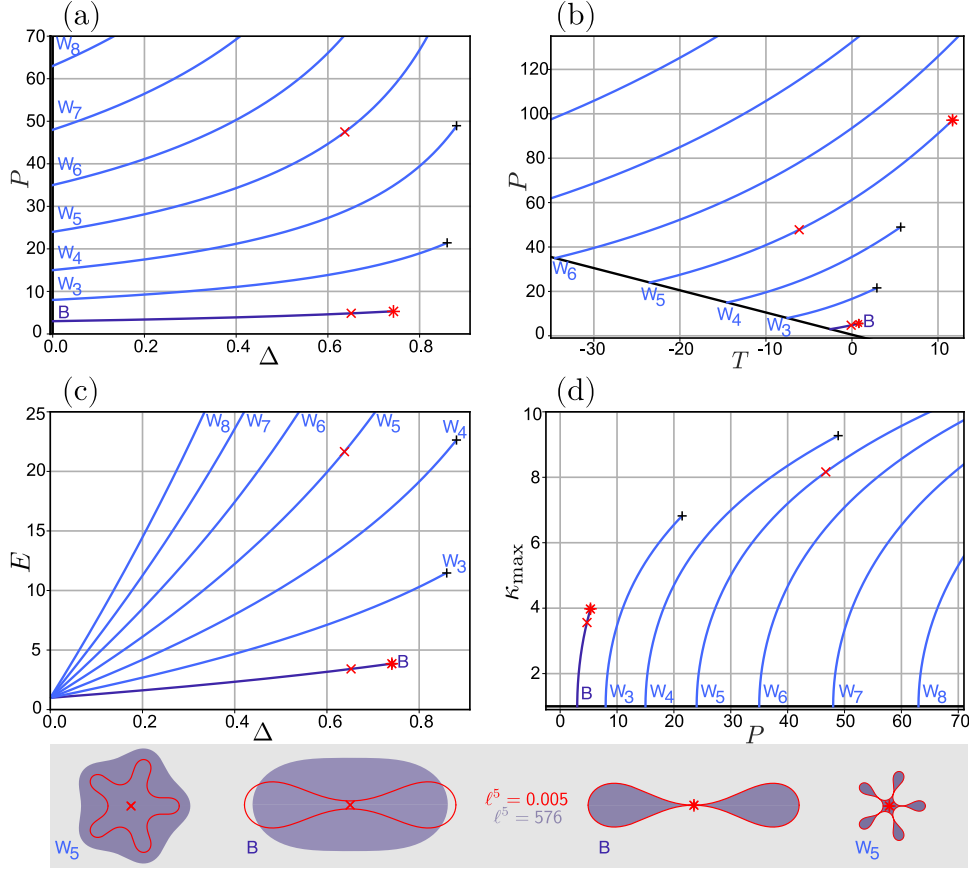 (a)
70
60
50
40
30
20
10
0
P
W8
W7
W6
W5
W4
W3
B
0.0
0.2
0.4
0.6
0.8
Δ
(b)
120
100
80
60
40
20
0
P
W6
W5
W4
W3
B
-30
-20
-10
0
10
T
(c)
25
20
15
10
5
0
E
W8
W7
W6
W5
W4
W3
B
0.0
0.2
0.4
0.6
0.8
Δ
(d)
10
8
6
4
2
κmax
B
W3
W4
W5
W6
W7
W8
0
10
20
30
40
50
60
70
P
W5
B
ℓ⁵ = 0.005
ℓ⁵ = 576
B
W5